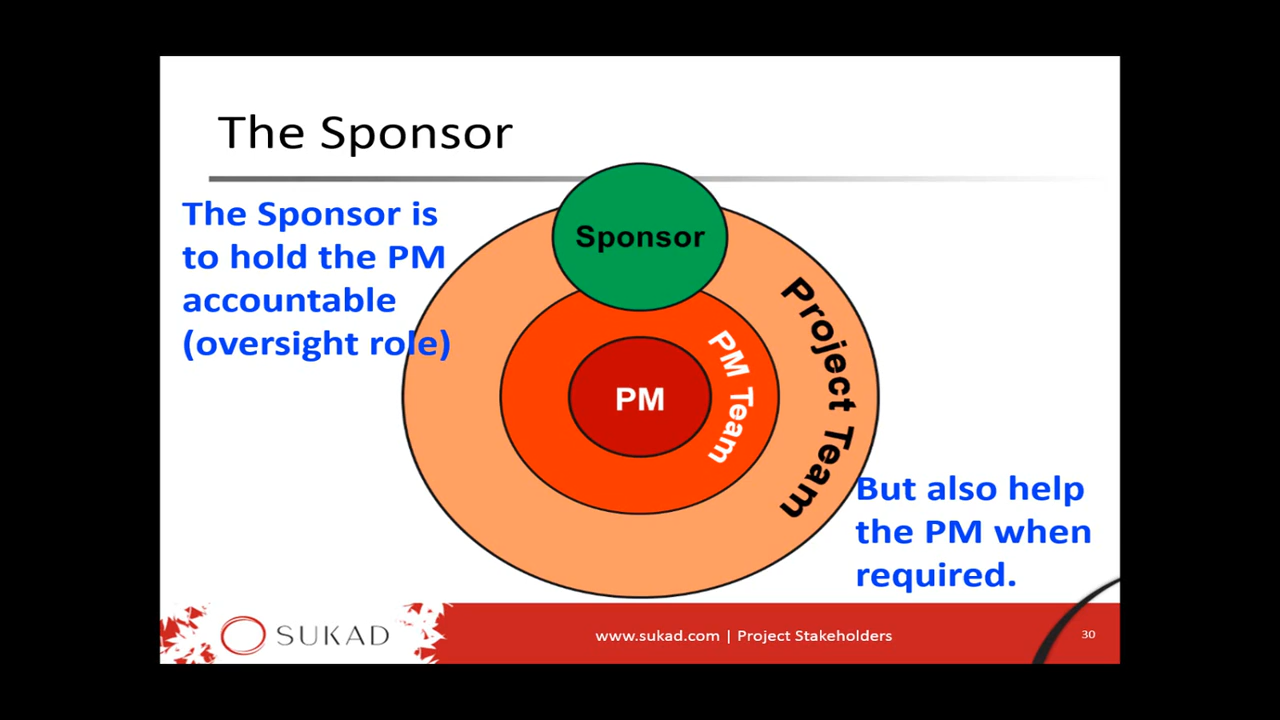 The Sponsor
The Sponsor is
to hold the PM
accountable
(oversight role)
Sponsor
Project Team
PM Team
PM
But also help
the PM when
required.
SUKAD
www.sukad.com | Project Stakeholders
30